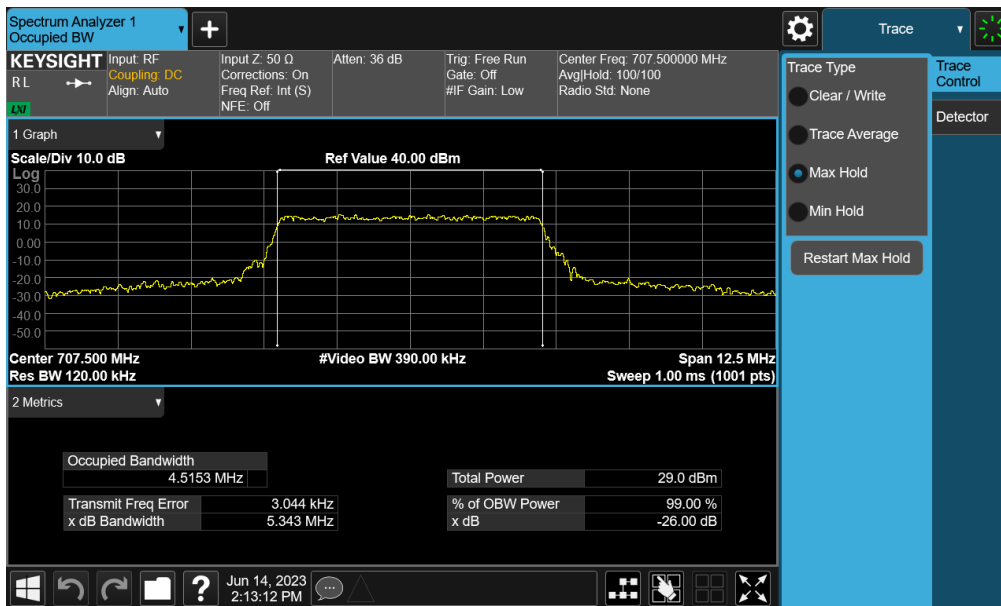 Spectrum Analyzer 1
Occupied BW
Trace
KEYSIGHT
R L
LXI
Input: RF
Coupling: DC
Align: Auto
Input Z: 50 Ω
Corrections: On
Freq Ref: Int (S)
NFE: Off
Atten: 36 dB
Trig: Free Run
Gate: Off
#IF Gain: Low
Center Freq: 707.500000 MHz
Avg|Hold: 100/100
Radio Std: None
Trace Type
Clear / Write
Trace Average
Max Hold
Min Hold
Restart Max Hold
Trace
Control
Detector
1 Graph
Scale/Div 10.0 dB
Ref Value 40.00 dBm
Log
30.0
20.0
10.0
0.00
-10.0
-20.0
-30.0
-40.0
-50.0
Center 707.500 MHz
#Video BW 390.00 kHz
Span 12.5 MHz
Res BW 120.00 kHz
Sweep 1.00 ms (1001 pts)
2 Metrics
Occupied Bandwidth
4.5153 MHz
Total Power 29.0 dBm
Transmit Freq Error 3.044 kHz
% of OBW Power 99.00 %
x dB Bandwidth 5.343 MHz
x dB -26.00 dB
?
Jun 14, 2023
2:13:12 PM